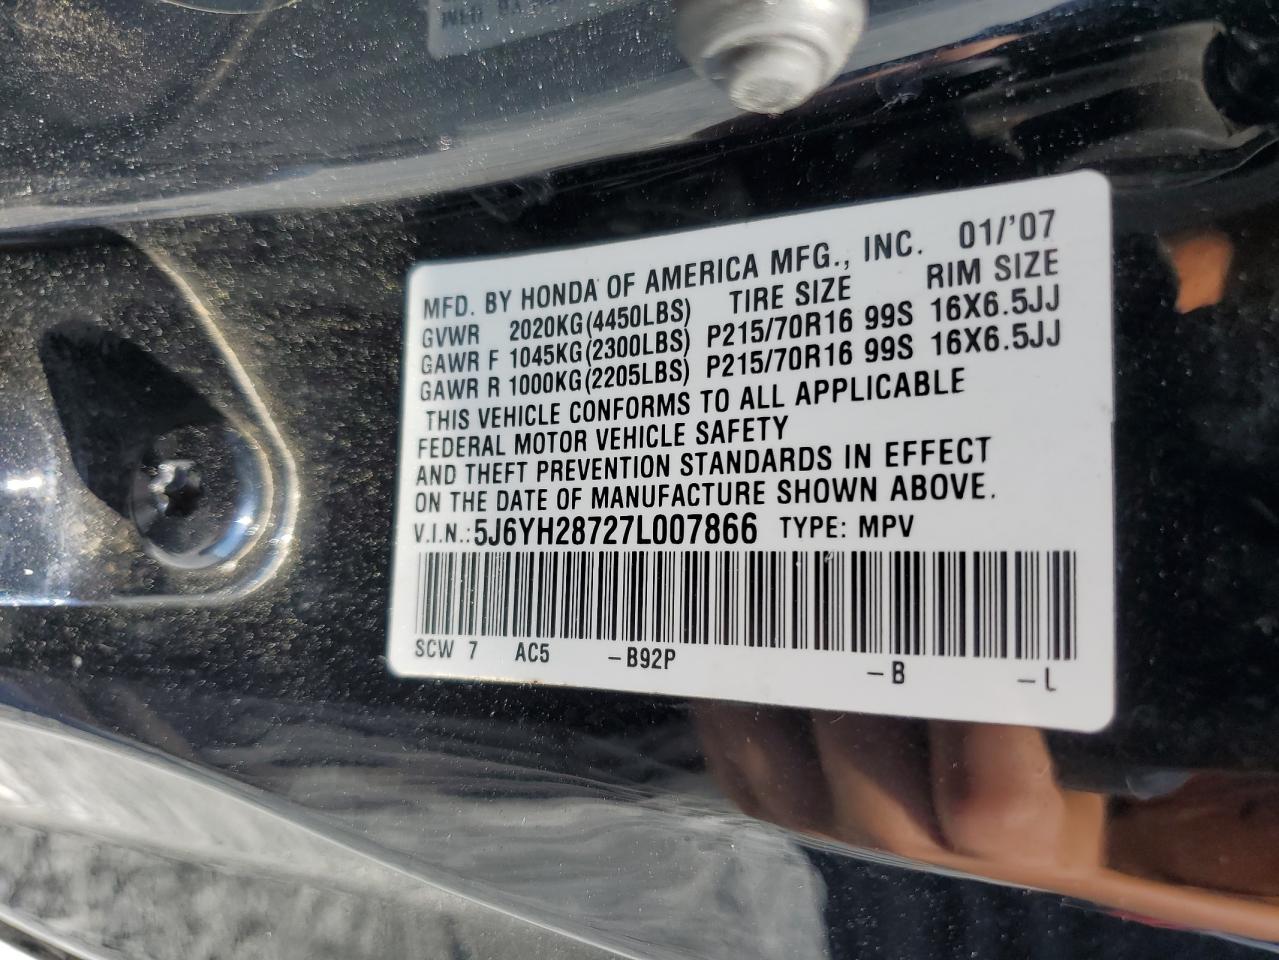 MFD. BY HONDA OF AMERICA MFG., INC. 01/'07
GVWR 2020KG(4450LBS) TIRE SIZE RIM SIZE
GAWR F 1045KG(2300LBS) P215/70R16 99S 16X6.5JJ
GAWR R 1000KG(2205LBS) P215/70R16 99S 16X6.5JJ
THIS VEHICLE CONFORMS TO ALL APPLICABLE
FEDERAL MOTOR VEHICLE SAFETY
AND THEFT PREVENTION STANDARDS IN EFFECT
ON THE DATE OF MANUFACTURE SHOWN ABOVE.
V.I.N.:5J6YH28727L007866 TYPE: MPV
SCW 7 AC5 -B92P -B -L